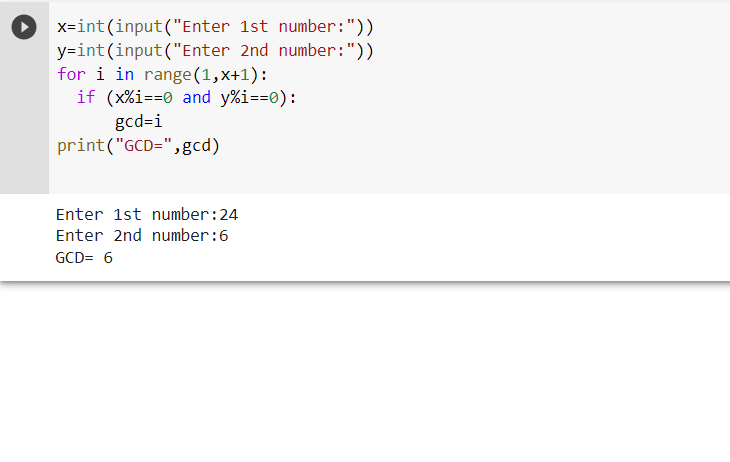 x=int(input("Enter 1st number:"))
y=int(input("Enter 2nd number:"))
for i in range(1,x+1):
  if (x%i==0 and y%i==0):
      gcd=i
print("GCD=",gcd)
Enter 1st number:24
Enter 2nd number:6
GCD= 6